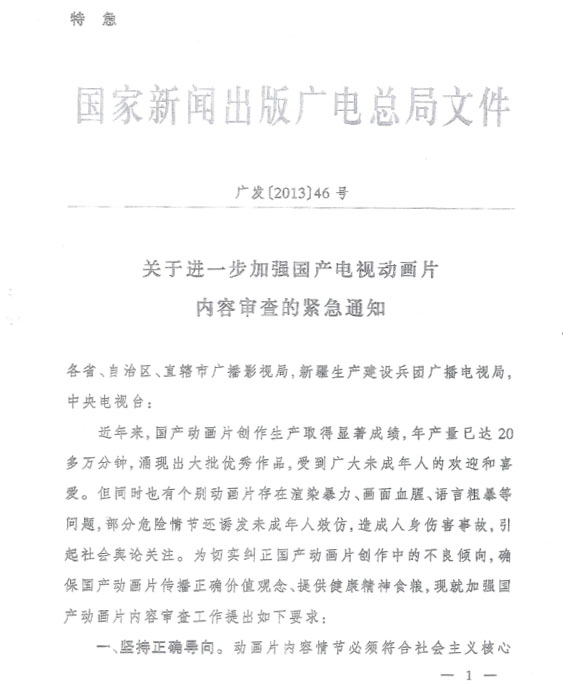 特 急
国家新闻出版广电总局文件
广发〔2013〕46 号
关于进一步加强国产电视动画片
内容审查的紧急通知
各省、自治区、直辖市广播影视局,新疆生产建设兵团广播电视局,
中央电视台:
近年来,国产动画片创作生产取得显著成绩,年产量已达 20
多万分钟,涌现出大批优秀作品,受到广大未成年人的欢迎和喜
爱。但同时也有个别动画片存在渲染暴力、画面血腥、语言粗暴等
问题,部分危险情节还诱发未成年人效仿,造成人身伤害事故,引
起社会舆论关注。为切实纠正国产动画片创作中的不良倾向,确
保国产动画片传播正确价值观念、提供健康精神食粮,现就加强国
产动画片内容审查工作提出如下要求:
一、坚持正确导向。动画片内容情节必须符合社会主义核心
— 1 —